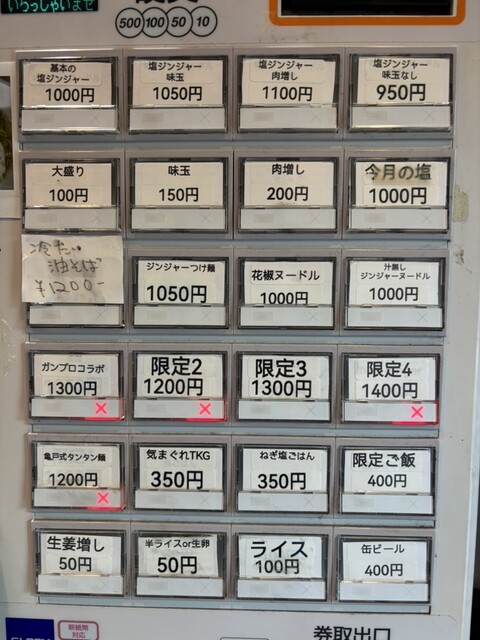 いらっしゃいませ
500 100 50 10
基本の
塩ジンジャー
1000円
塩ジンジャー
味玉
1050円
塩ジンジャー
肉増し
1100円
塩ジンジャー
味玉なし
950円
大盛り
100円
味玉
150円
肉増し
200円
今月の塩
1000円
冷たい
油そば
¥1200-
ジンジャーつけ麺
1050円
花椒ヌードル
1000円
汁無し
ジンジャーヌードル
1000円
ガンプロコラボ
1300円
限定2
1200円
限定3
1300円
限定4
1400円
亀戸式タンタン麺
1200円
気まぐれTKG
350円
ねぎ塩ごはん
350円
限定ご飯
400円
生姜増し
50円
半ライスor生卵
50円
ライス
100円
缶ビール
400円
新紙幣
対応
券取出口